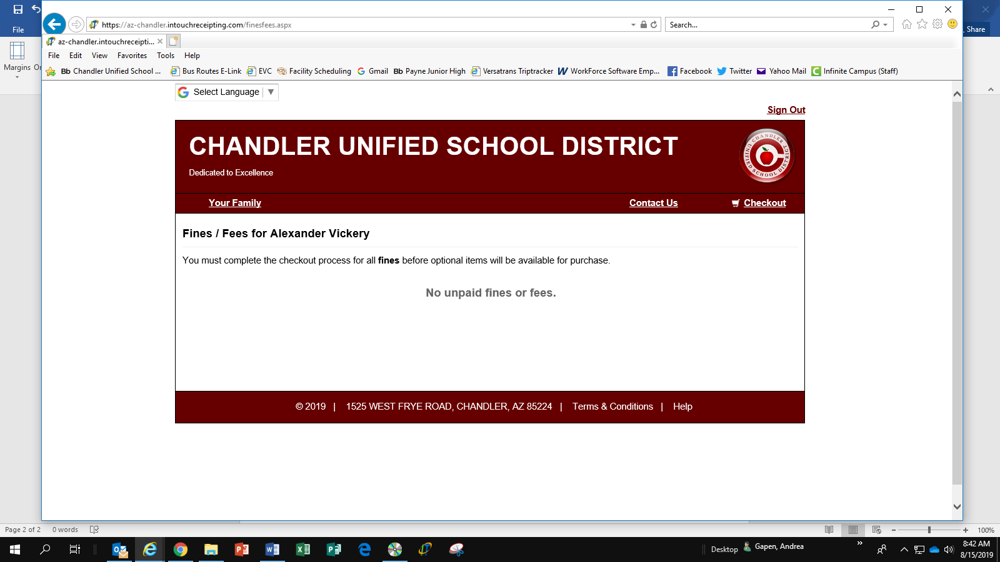 File
Share
Margins
https://az-chandler.intouchreceipting.com/finesfees.aspx
Search...
az-chandler.intouchreceipti...
File Edit View Favorites Tools Help
Bb Chandler Unified School ... Bus Routes E-Link EVC Facility Scheduling Gmail Bb Payne Junior High Versatrans Triptracker WorkForce Software Emp... Facebook Twitter Yahoo Mail Infinite Campus (Staff)
Select Language ▼
Sign Out
CHANDLER UNIFIED SCHOOL DISTRICT
Dedicated to Excellence
CHANDLER UNIFIED SCHOOL DISTRICT
Your Family Contact Us Checkout
Fines / Fees for Alexander Vickery
You must complete the checkout process for all fines before optional items will be available for purchase.
No unpaid fines or fees.
© 2019 | 1525 WEST FRYE ROAD, CHANDLER, AZ 85224 | Terms & Conditions | Help
Page 2 of 2 0 words 100%
Desktop Gapen, Andrea
8:42 AM
8/15/2019